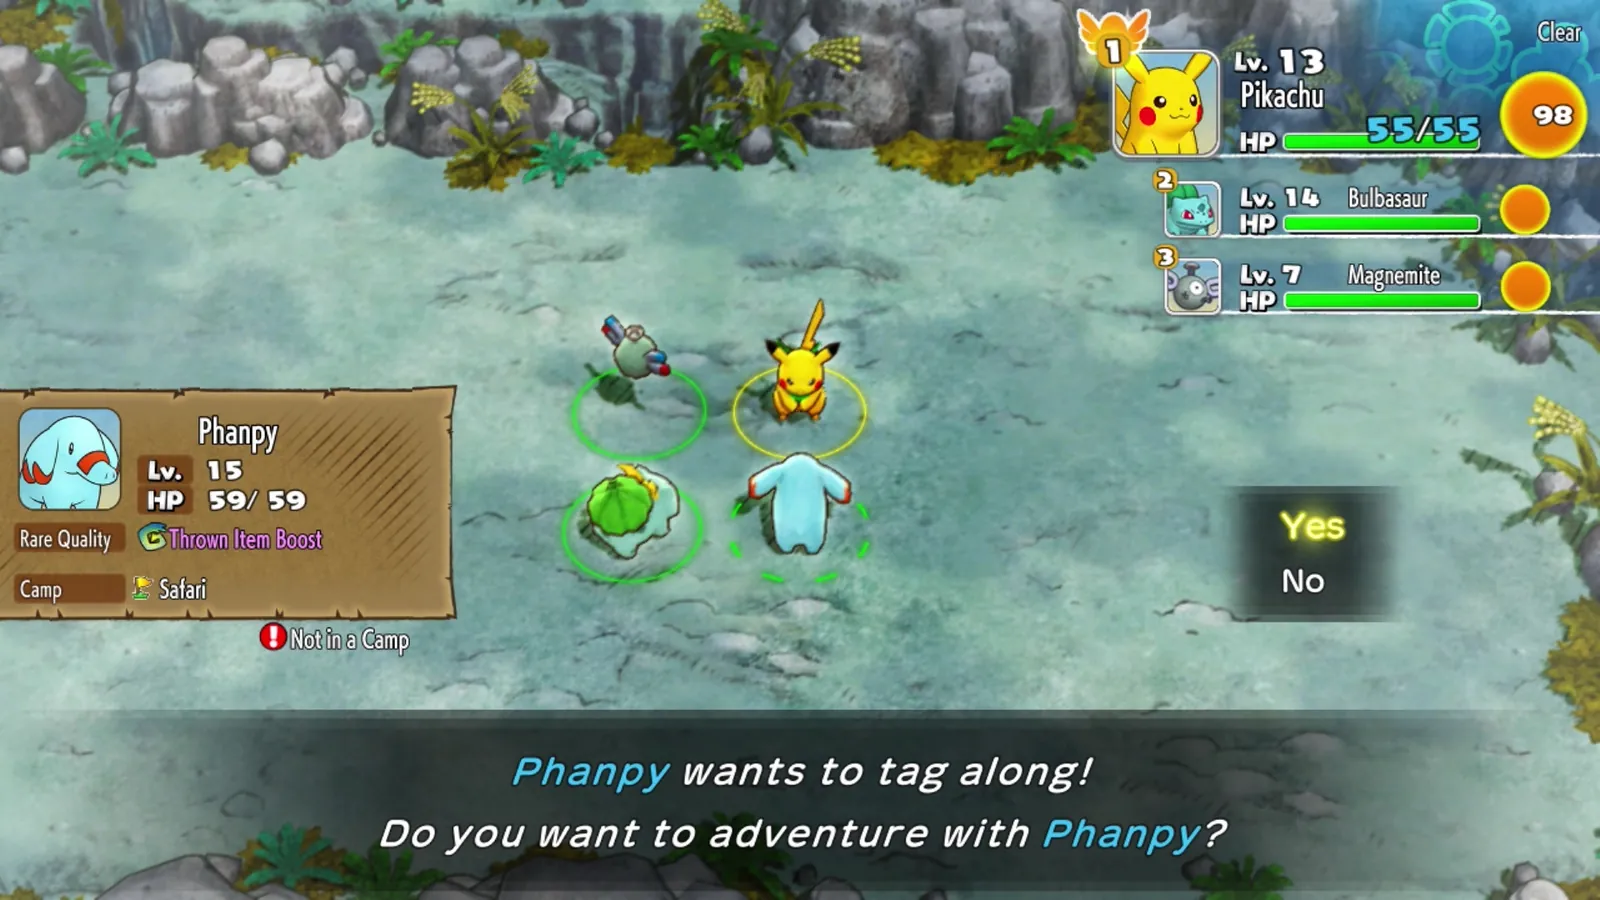 Clear
1
Lv. 13
Pikachu
HP 55/55
98
2
Lv. 14 Bulbasaur
HP
3
Lv. 7 Magnemite
HP
Phanpy
Lv. 15
HP 59/ 59
Rare Quality Thrown Item Boost
Camp Safari
Not in a Camp
Yes
No
Phanpy wants to tag along!
Do you want to adventure with Phanpy?